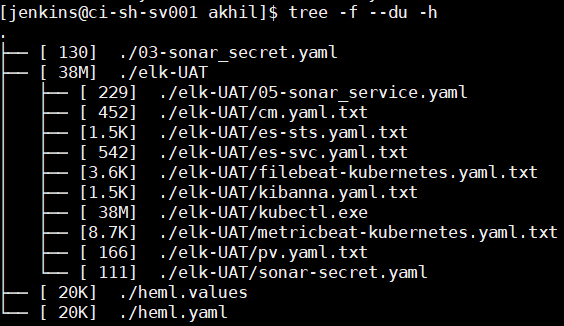 [jenkins@ci-sh-sv001 akhil]$ tree -f --du -h
.
├── [ 130]  ./03-sonar_secret.yaml
├── [ 38M]  ./elk-UAT
│   ├── [ 229]  ./elk-UAT/05-sonar_service.yaml
│   ├── [ 452]  ./elk-UAT/cm.yaml.txt
│   ├── [1.5K]  ./elk-UAT/es-sts.yaml.txt
│   ├── [ 542]  ./elk-UAT/es-svc.yaml.txt
│   ├── [3.6K]  ./elk-UAT/filebeat-kubernetes.yaml.txt
│   ├── [1.5K]  ./elk-UAT/kibanna.yaml.txt
│   ├── [ 38M]  ./elk-UAT/kubectl.exe
│   ├── [8.7K]  ./elk-UAT/metricbeat-kubernetes.yaml.txt
│   ├── [ 166]  ./elk-UAT/pv.yaml.txt
│   └── [ 111]  ./elk-UAT/sonar-secret.yaml
├── [ 20K]  ./heml.values
└── [ 20K]  ./heml.yaml